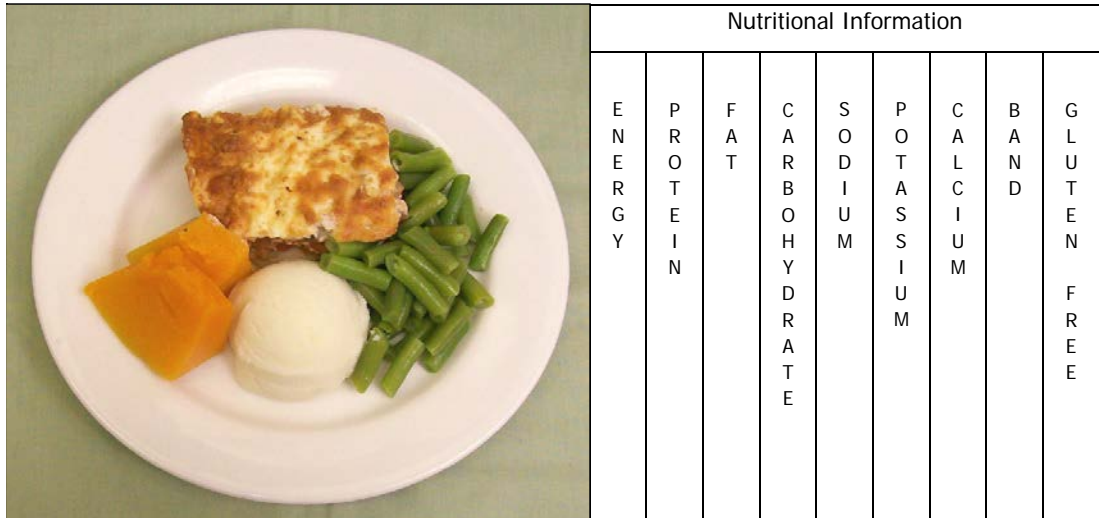 Nutritional Information
ENERGY
PROTEIN
FAT
CARBOHYDRATE
SODIUM
POTASSIUM
CALCIUM
BAND
GLUTEN FREE